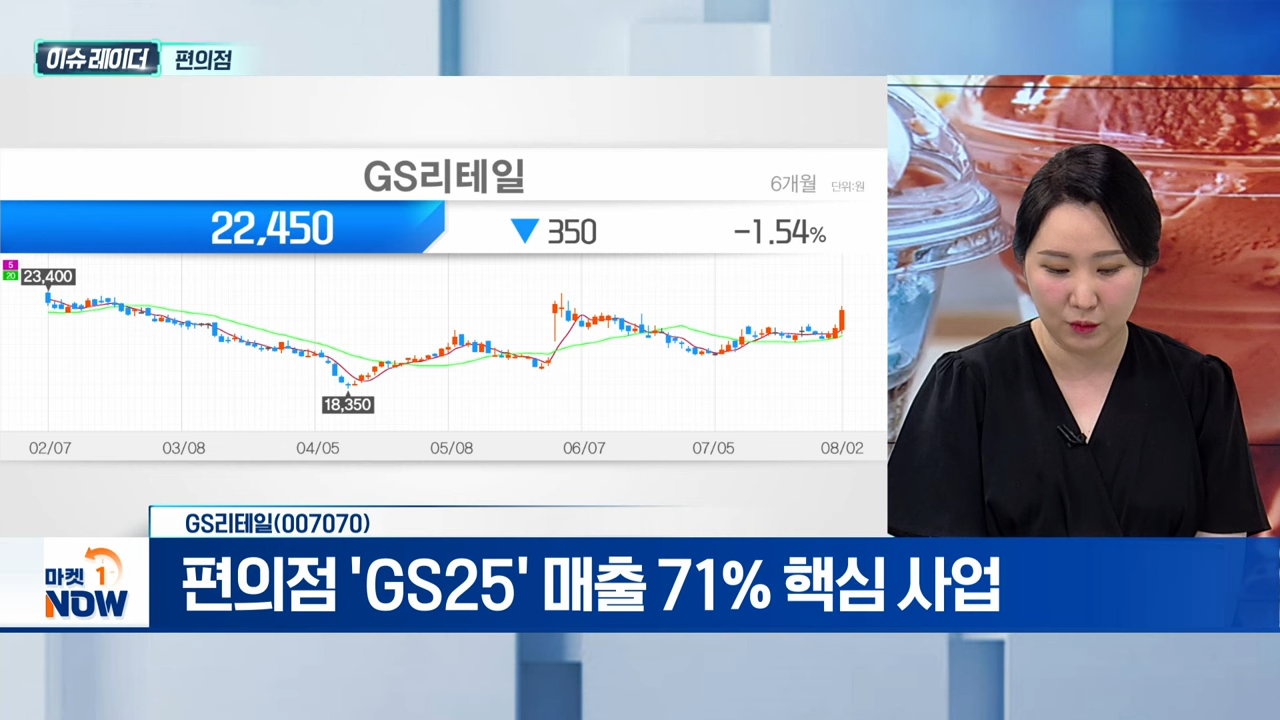 이슈 레이더 편의점
GS리테일
6개월 단위:원
22,450 ▼ 350 -1.54%
5
20
23,400
18,350
02/07 03/08 04/05 05/08 06/07 07/05 08/02
GS리테일(007070)
마켓 1
NOW
편의점 'GS25' 매출 71% 핵심 사업